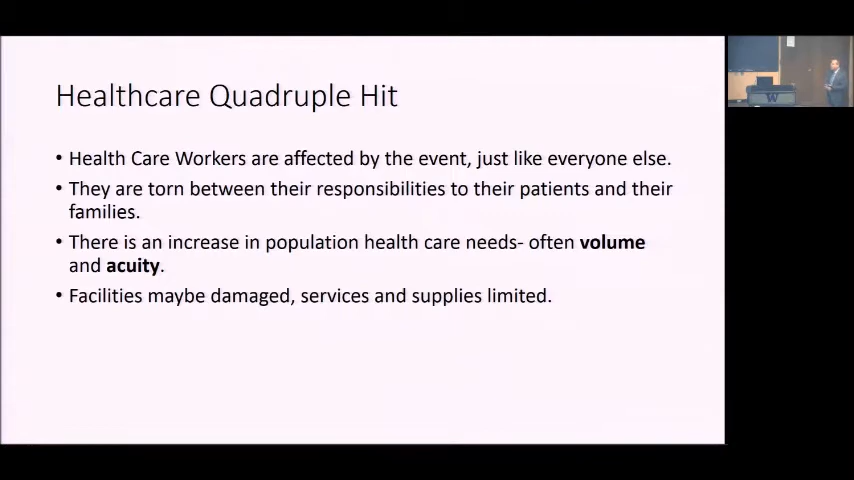 Healthcare Quadruple Hit
• Health Care Workers are affected by the event, just like everyone else.
• They are torn between their responsibilities to their patients and their
families.
• There is an increase in population health care needs- often volume
and acuity.
• Facilities maybe damaged, services and supplies limited.
W